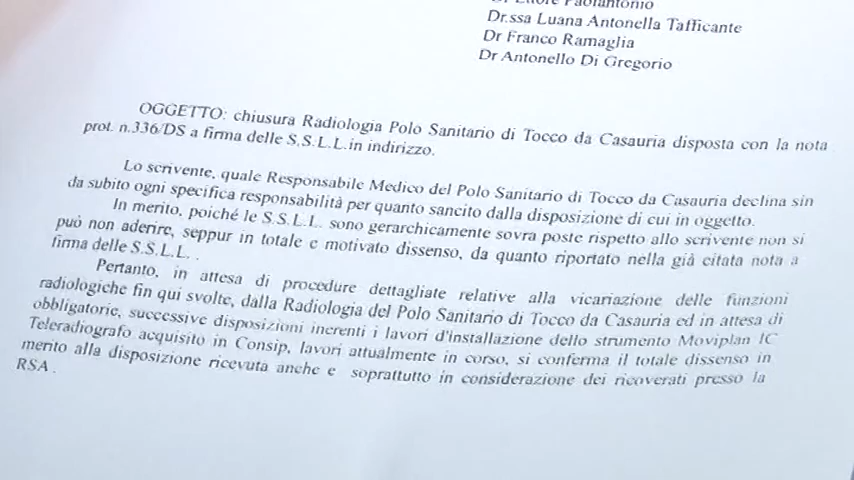 Dr Ettore Paolantonio
Dr.ssa Luana Antonella Tafficante
Dr Franco Ramaglia
Dr Antonello Di Gregorio
OGGETTO: chiusura Radiologia Polo Sanitario di Tocco da Casauria disposta con la nota
prot. n.336/DS a firma delle S.S.L.L.in indirizzo.
Lo scrivente, quale Responsabile Medico del Polo Sanitario di Tocco da Casauria declina sin
da subito ogni specifica responsabilità per quanto sancito dalla disposizione di cui in oggetto.
In merito, poiché le S.S.L.L. sono gerarchicamente sovra poste rispetto allo scrivente non si
può non aderire, seppur in totale e motivato dissenso, da quanto riportato nella già citata nota a
firma delle S.S.L.L. .
Pertanto, in attesa di procedure dettagliate relative alla vicariazione delle funzioni
radiologiche fin qui svolte, dalla Radiologia del Polo Sanitario di Tocco da Casauria ed in attesa di
obbligatorie, successive disposizioni inerenti i lavori d'installazione dello strumento Moviplan IC
Teleradiografo acquisito in Consip, lavori attualmente in corso, si conferma il totale dissenso in
merito alla disposizione ricevuta anche e soprattutto in considerazione dei ricoverati presso la
RSA .